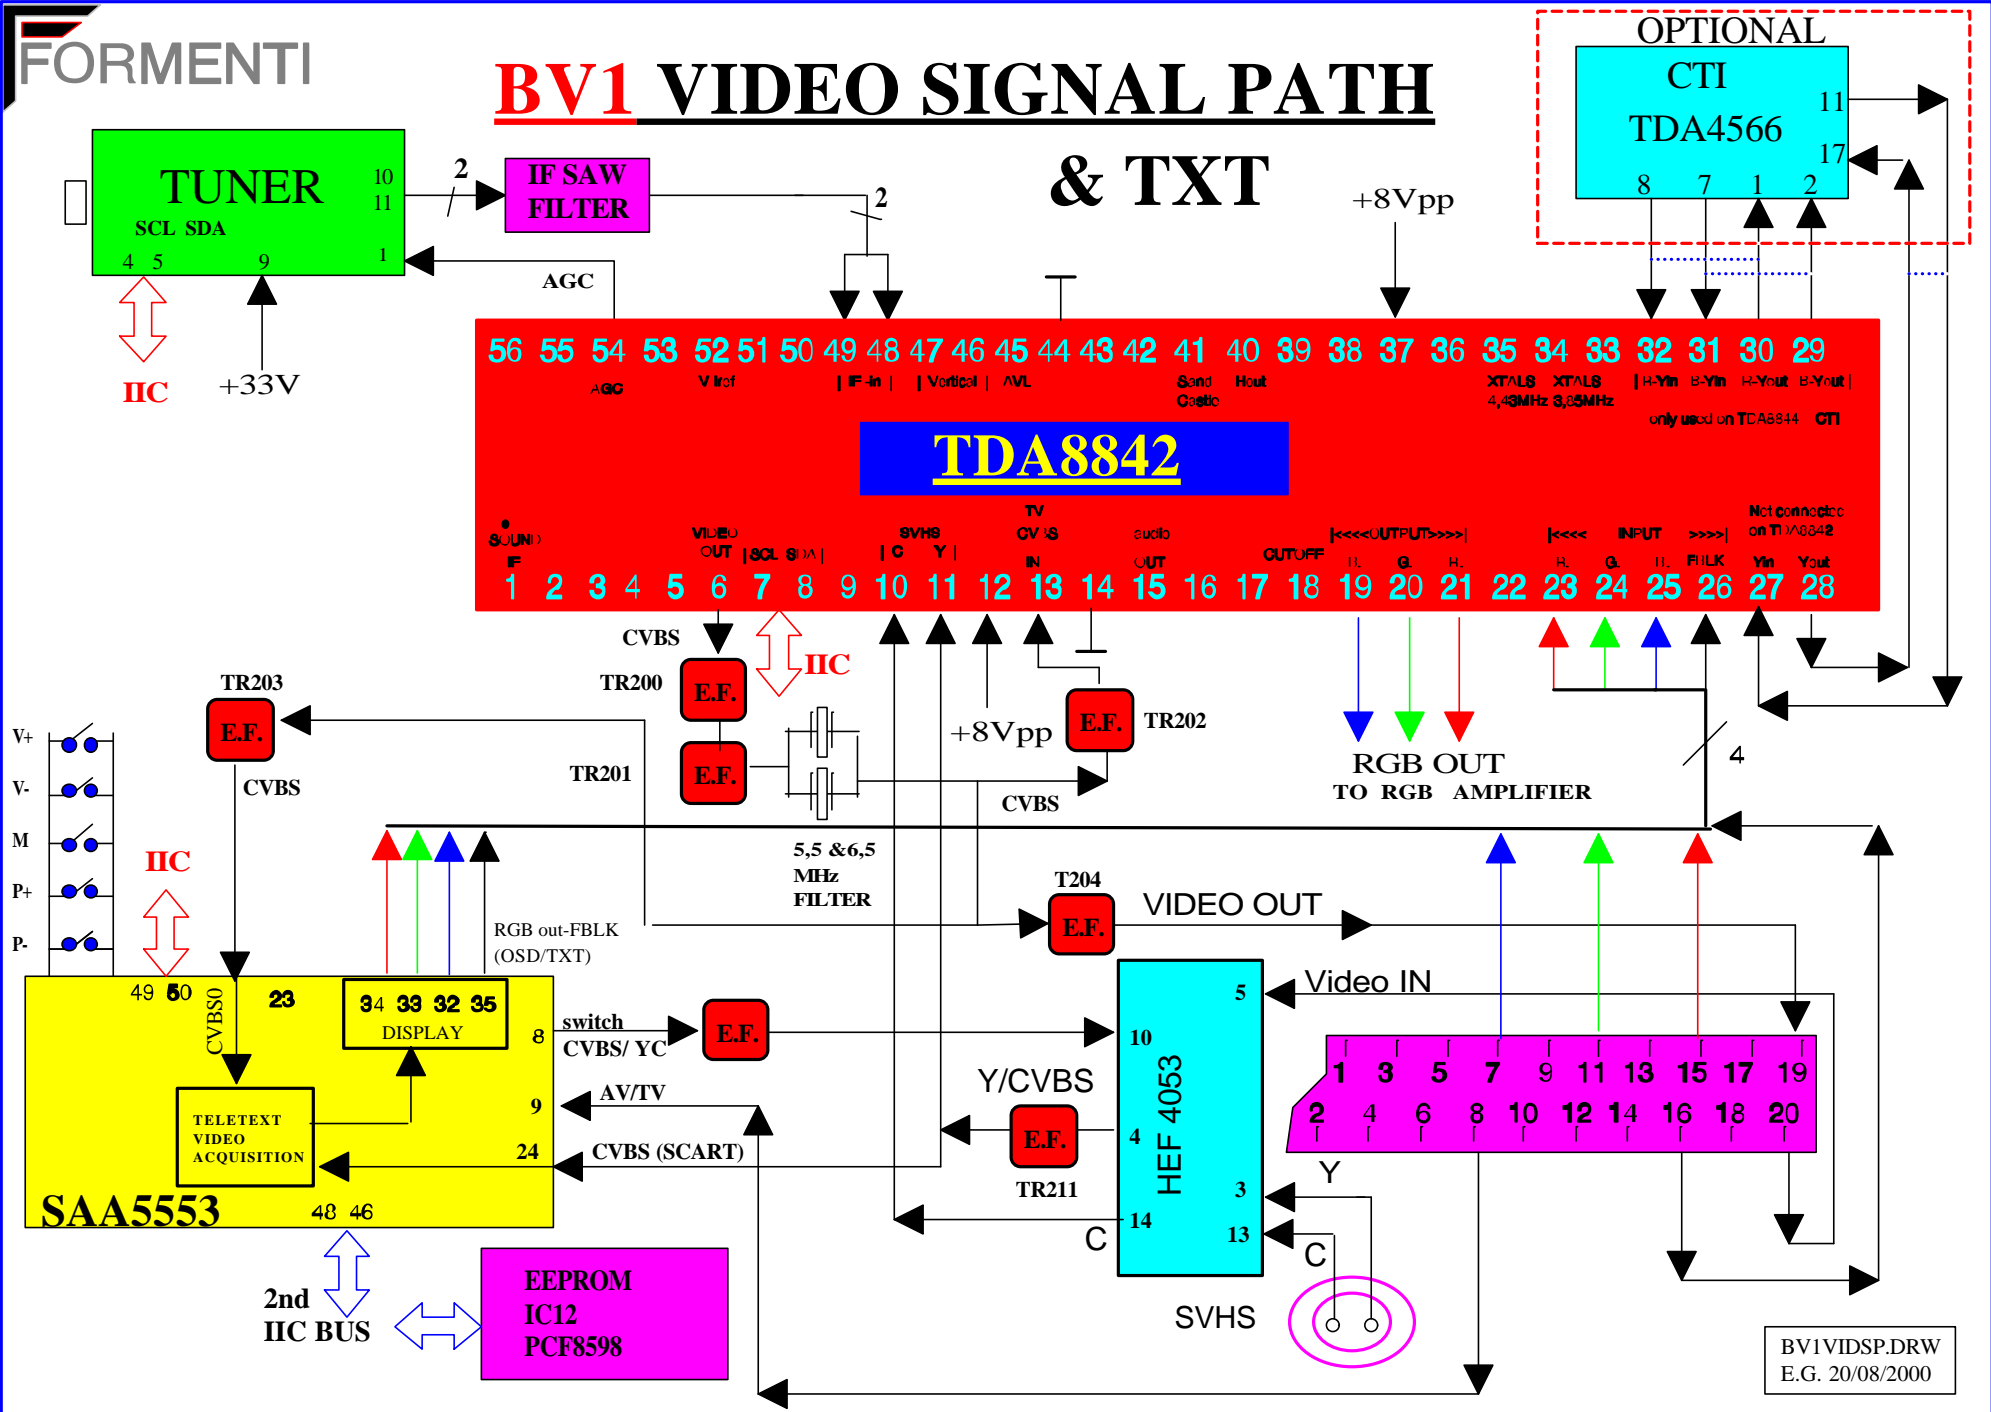 FORMENTI
BV1 VIDEO SIGNAL PATH
& TXT
OPTIONAL
CTI
TDA4566
11
17
8 7 1 2
TUNER
10
11
SCL SDA
4 5 9 1
2
IF SAW
FILTER
2
+8Vpp
AGC
IIC
+33V
56 55 54 53 52 51 50 49 48 47 46 45 44 43 42 41 40 39 38 37 36 35 34 33 32 31 30 29
AGC V Iref | IF-in | | Vertical | AVL Sand Hout XTALS XTALS | R-Yin B-Yin R-Yout B-Yout |
Castle 4,43MHz 3,85MHz
only used on TDA8844 CTI
TDA8842
SOUND
IF
VIDEO
OUT
| SCL SDA |
SVHS
| C Y |
TV
CVBS
IN
audio
OUT
CUTOFF
|<<<<OUTPUT>>>>|
B. G. R.
|<<<< INPUT >>>>|
R. G. B. FBLK
Not connected
on TDA8842
Yin Yout
1 2 3 4 5 6 7 8 9 10 11 12 13 14 15 16 17 18 19 20 21 22 23 24 25 26 27 28
CVBS
IIC
TR200
E.F.
TR201
E.F.
TR203
E.F.
CVBS
+8Vpp
E.F.
TR202
CVBS
RGB OUT
TO RGB AMPLIFIER
4
V+
V-
M
P+
P-
IIC
5,5 &6,5
MHz
FILTER
RGB out-FBLK
(OSD/TXT)
T204
E.F.
VIDEO OUT
Video IN
49 50 23
CVBS0
34 33 32 35
DISPLAY
8
switch
CVBS/ YC
E.F.
9
AV/TV
24
CVBS (SCART)
TELETEXT
VIDEO
ACQUISITION
SAA5553
48 46
Y/CVBS
E.F.
TR211
C
HEF 4053
5
10
4
3
14
13
1 3 5 7 9 11 13 15 17 19
2 4 6 8 10 12 14 16 18 20
Y
C
SVHS
2nd
IIC BUS
EEPROM
IC12
PCF8598
BV1VIDSP.DRW
E.G. 20/08/2000